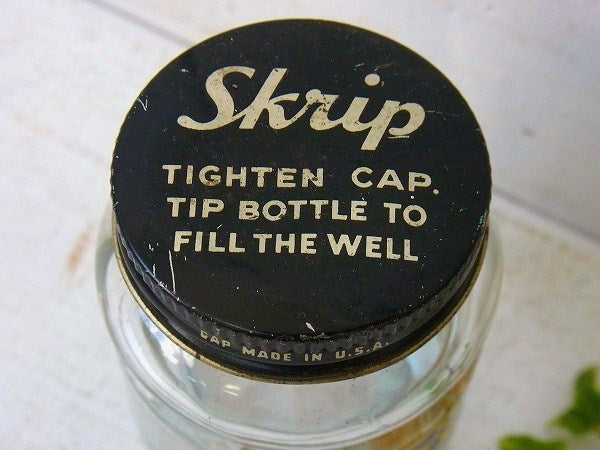 Skrip
TIGHTEN CAP.
TIP BOTTLE TO
FILL THE WELL
CAP MADE IN U.S.A.